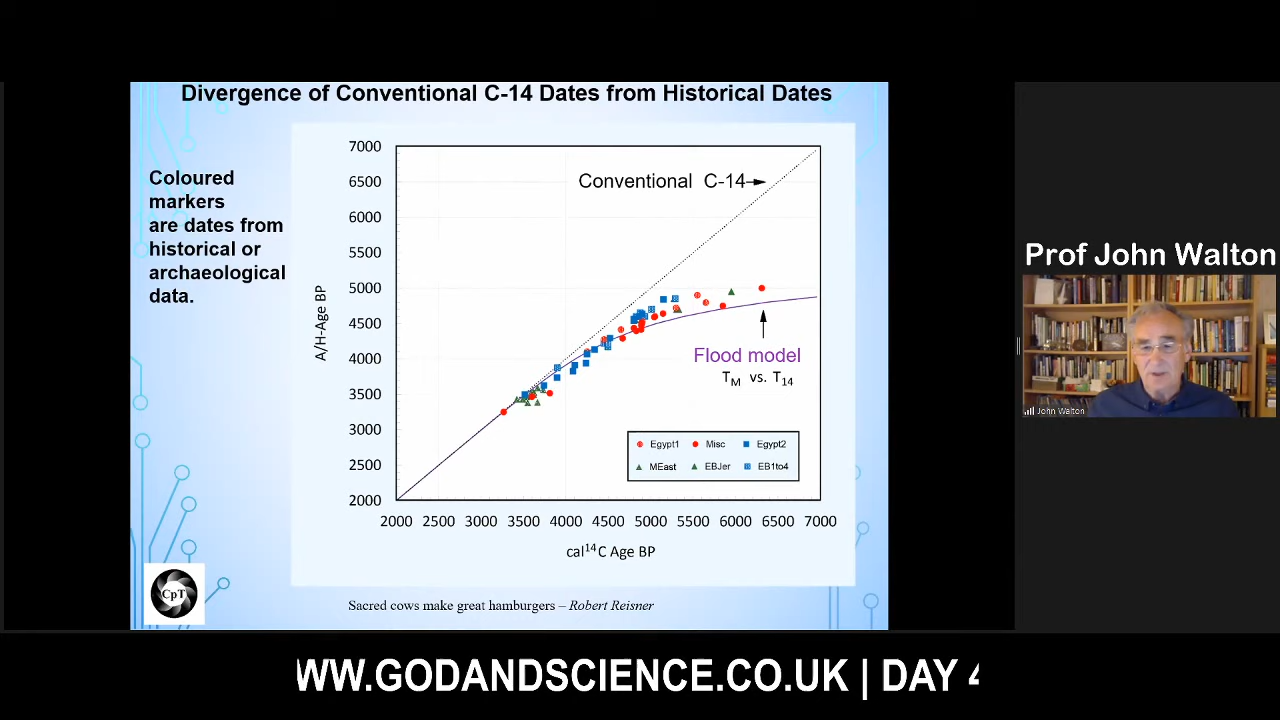 Divergence of Conventional C-14 Dates from Historical Dates
Coloured
markers
are dates from
historical or
archaeological
data.
7000
6500
6000
5500
5000
4500
4000
3500
3000
2500
2000
A/H-Age BP
Conventional C-14
Flood model
T_M vs. T_14
Egypt1 Misc Egypt2
MEast EBJer EB1to4
2000 2500 3000 3500 4000 4500 5000 5500 6000 6500 7000
cal¹⁴C Age BP
CpT
Sacred cows make great hamburgers – Robert Reisner
Prof John Walton
John Walton
WW.GODANDSCIENCE.CO.UK | DAY 4